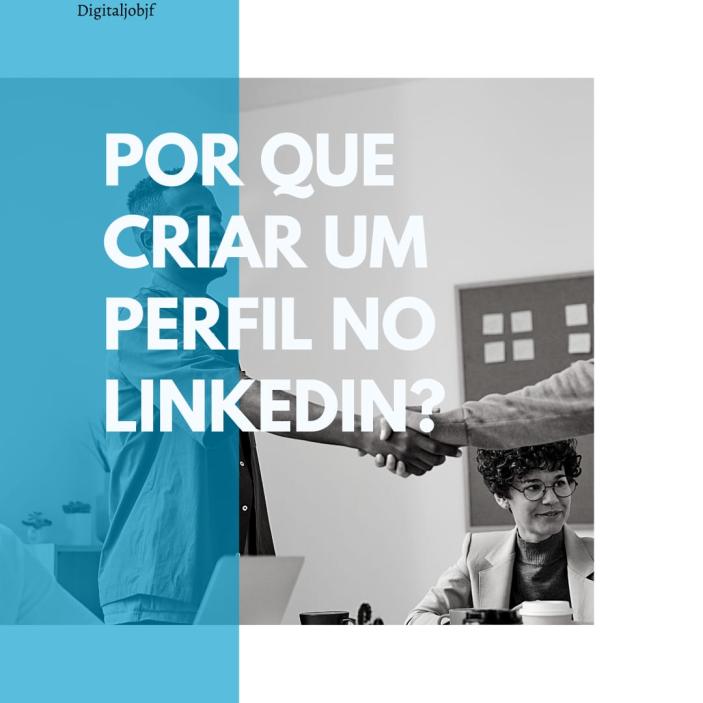 Digitaljobjf
POR QUE
CRIAR UM
PERFIL NO
LINKEDIN?